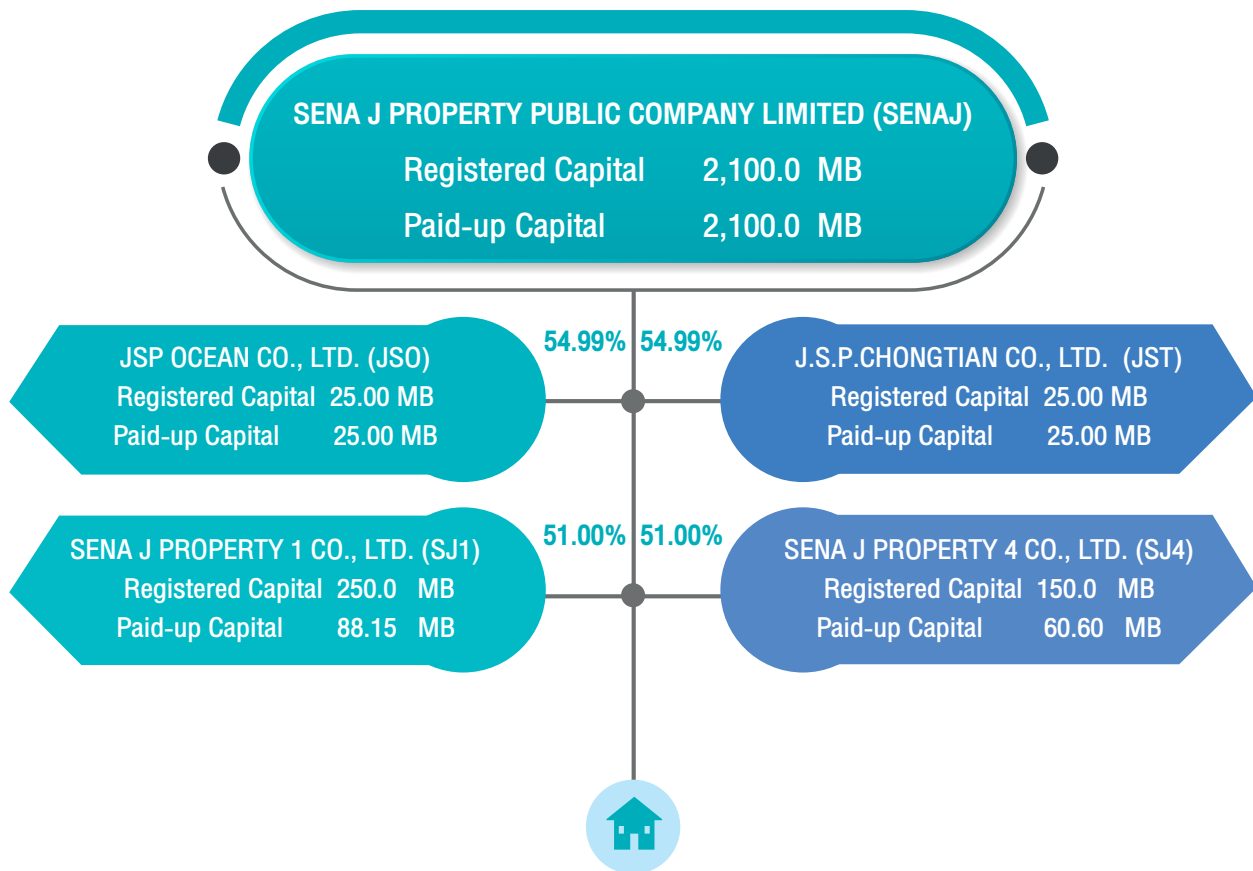 SENA J PROPERTY PUBLIC COMPANY LIMITED (SENAJ)
Registered Capital 2,100.0 MB
Paid-up Capital 2,100.0 MB
54.99% 54.99%
JSP OCEAN CO., LTD. (JSO)
Registered Capital 25.00 MB
Paid-up Capital 25.00 MB
J.S.P.CHONGTIAN CO., LTD. (JST)
Registered Capital 25.00 MB
Paid-up Capital 25.00 MB
51.00% 51.00%
SENA J PROPERTY 1 CO., LTD. (SJ1)
Registered Capital 250.0 MB
Paid-up Capital 88.15 MB
SENA J PROPERTY 4 CO., LTD. (SJ4)
Registered Capital 150.0 MB
Paid-up Capital 60.60 MB